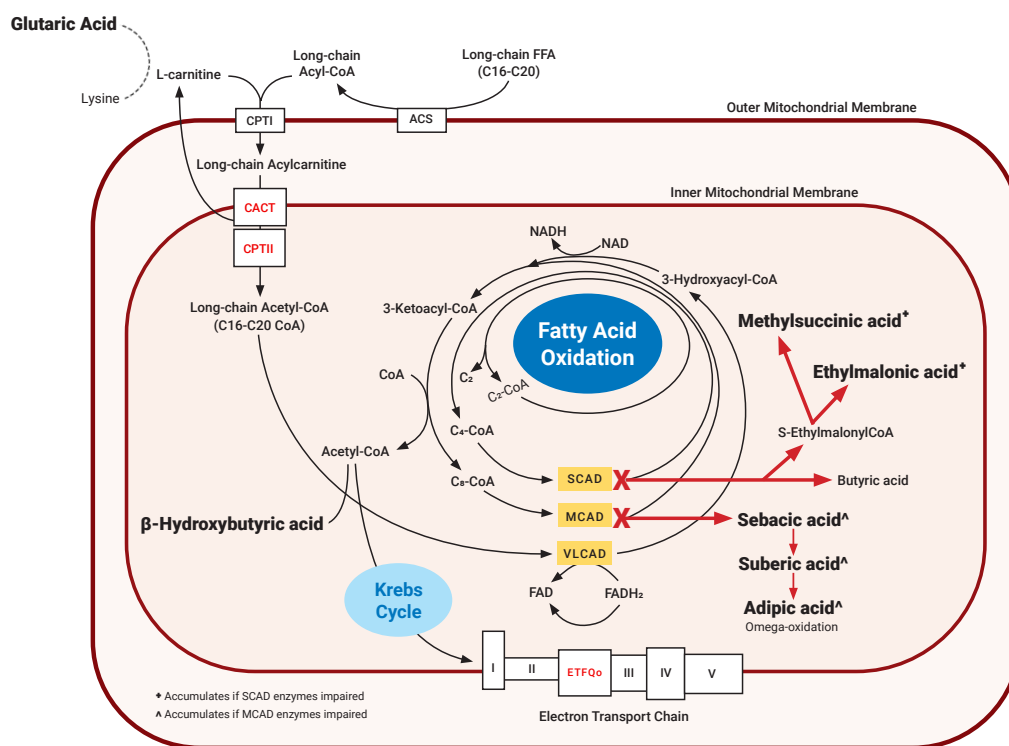 Glutaric Acid
Lysine
L-carnitine
Long-chain
Acyl-CoA
Long-chain FFA
(C16-C20)
CPTI
ACS
Outer Mitochondrial Membrane
Long-chain Acylcarnitine
Inner Mitochondrial Membrane
CACT
CPTII
NADH
NAD
3-Hydroxyacyl-CoA
Long-chain Acetyl-CoA
(C16-C20 CoA)
3-Ketoacyl-CoA
Fatty Acid
Oxidation
Methylsuccinic acid⁺
CoA
C₂
C₂-CoA
Ethylmalonic acid⁺
C₄-CoA
S-EthylmalonylCoA
Acetyl-CoA
C₈-CoA
SCAD
X
Butyric acid
β-Hydroxybutyric acid
MCAD
X
Sebacic acid^
VLCAD
Suberic acid^
Krebs
Cycle
FAD
FADH₂
Adipic acid^
Omega-oxidation
I
II
ETFQo
III
IV
V
+ Accumulates if SCAD enzymes impaired
^ Accumulates if MCAD enzymes impaired
Electron Transport Chain